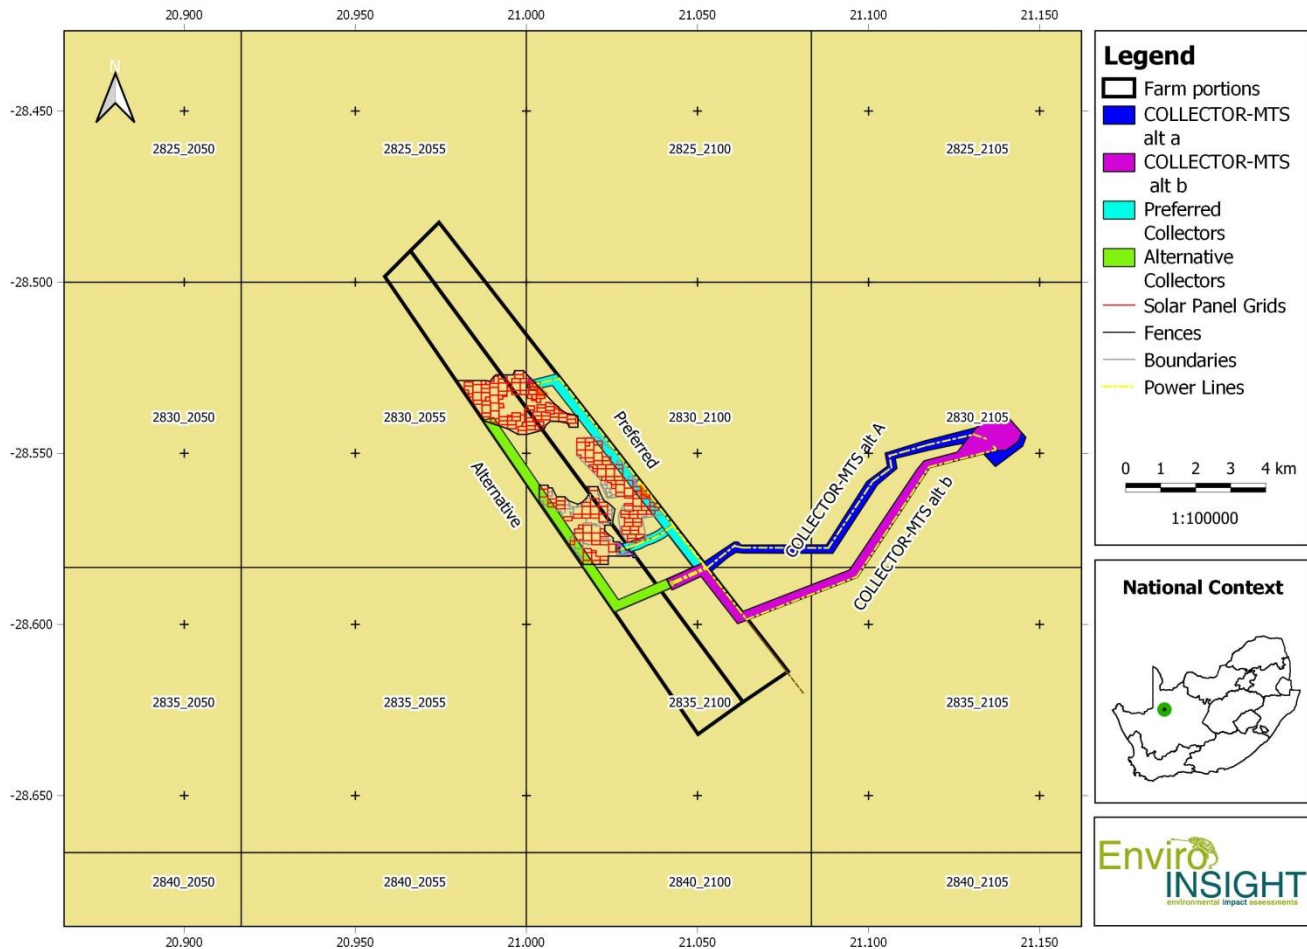 20.900 20.950 21.000 21.050 21.100 21.150
N
-28.450
2825_2050 2825_2055 2825_2100 2825_2105
-28.500
2830_2050 2830_2055 2830_2100 2830_2105
Preferred
Alternative
COLLECTOR-MTS alt A
COLLECTOR-MTS alt b
-28.550
-28.600
2835_2050 2835_2055 2835_2100 2835_2105
-28.650
2840_2050 2840_2055 2840_2100 2840_2105
20.900 20.950 21.000 21.050 21.100 21.150
Legend
Farm portions
COLLECTOR-MTS
alt a
COLLECTOR-MTS
alt b
Preferred
Collectors
Alternative
Collectors
Solar Panel Grids
Fences
Boundaries
Power Lines
0 1 2 3 4 km
1:100000
National Context
Enviro
INSIGHT
environmental impact assessments